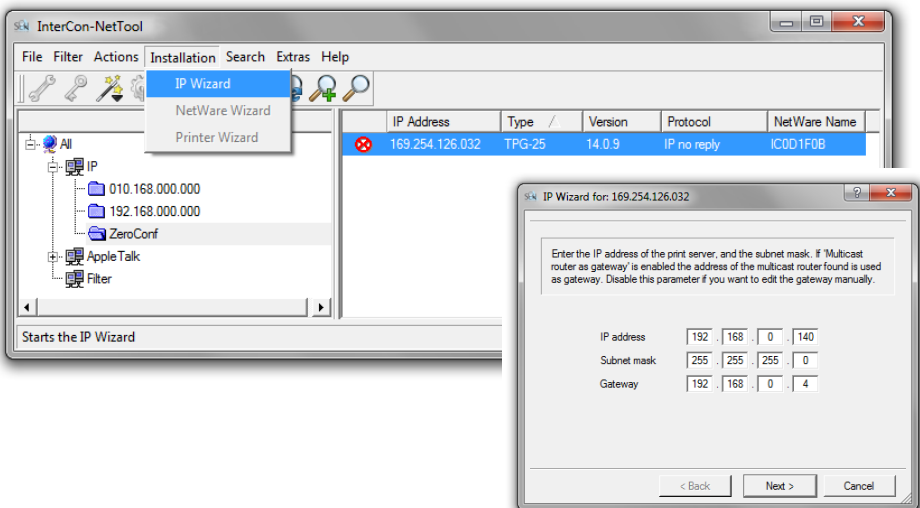 SEH InterCon-NetTool
File Filter Actions Installation Search Extras Help
IP Wizard
NetWare Wizard
Printer Wizard
IP Address Type Version Protocol NetWare Name
169.254.126.032 TPG-25 14.0.9 IP no reply IC0D1F0B
All
IP
010.168.000.000
192.168.000.000
ZeroConf
AppleTalk
Filter
Starts the IP Wizard
SEH IP Wizard for: 169.254.126.032
Enter the IP address of the print server, and the subnet mask. If 'Multicast
router as gateway' is enabled the address of the multicast router found is used
as gateway. Disable this parameter if you want to edit the gateway manually.
IP address 192 . 168 . 0 . 140
Subnet mask 255 . 255 . 255 . 0
Gateway 192 . 168 . 0 . 4
< Back Next > Cancel